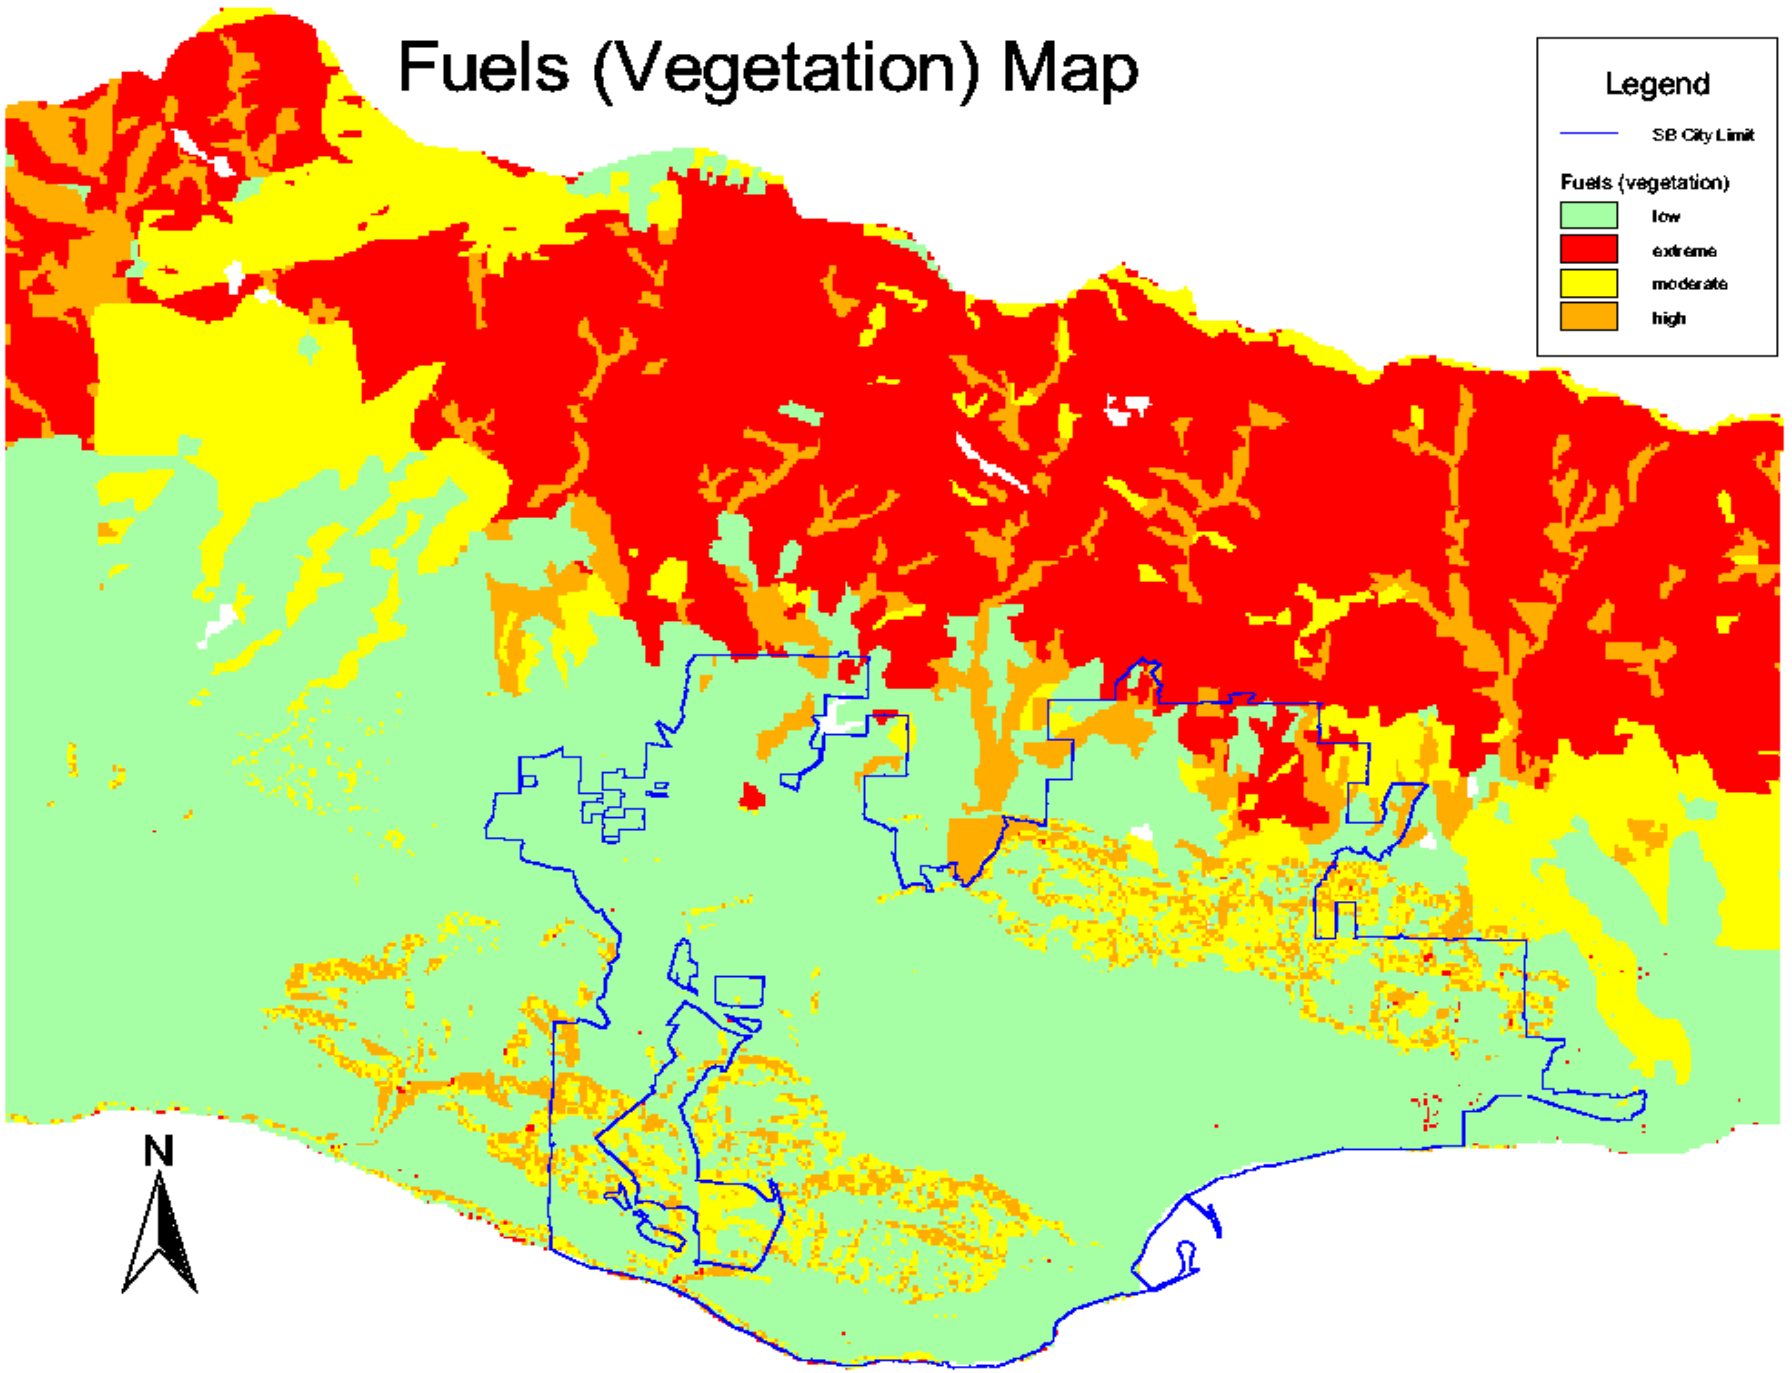 Fuels (Vegetation) Map
Legend
SB City Limit
Fuels (vegetation)
low
extreme
moderate
high
N